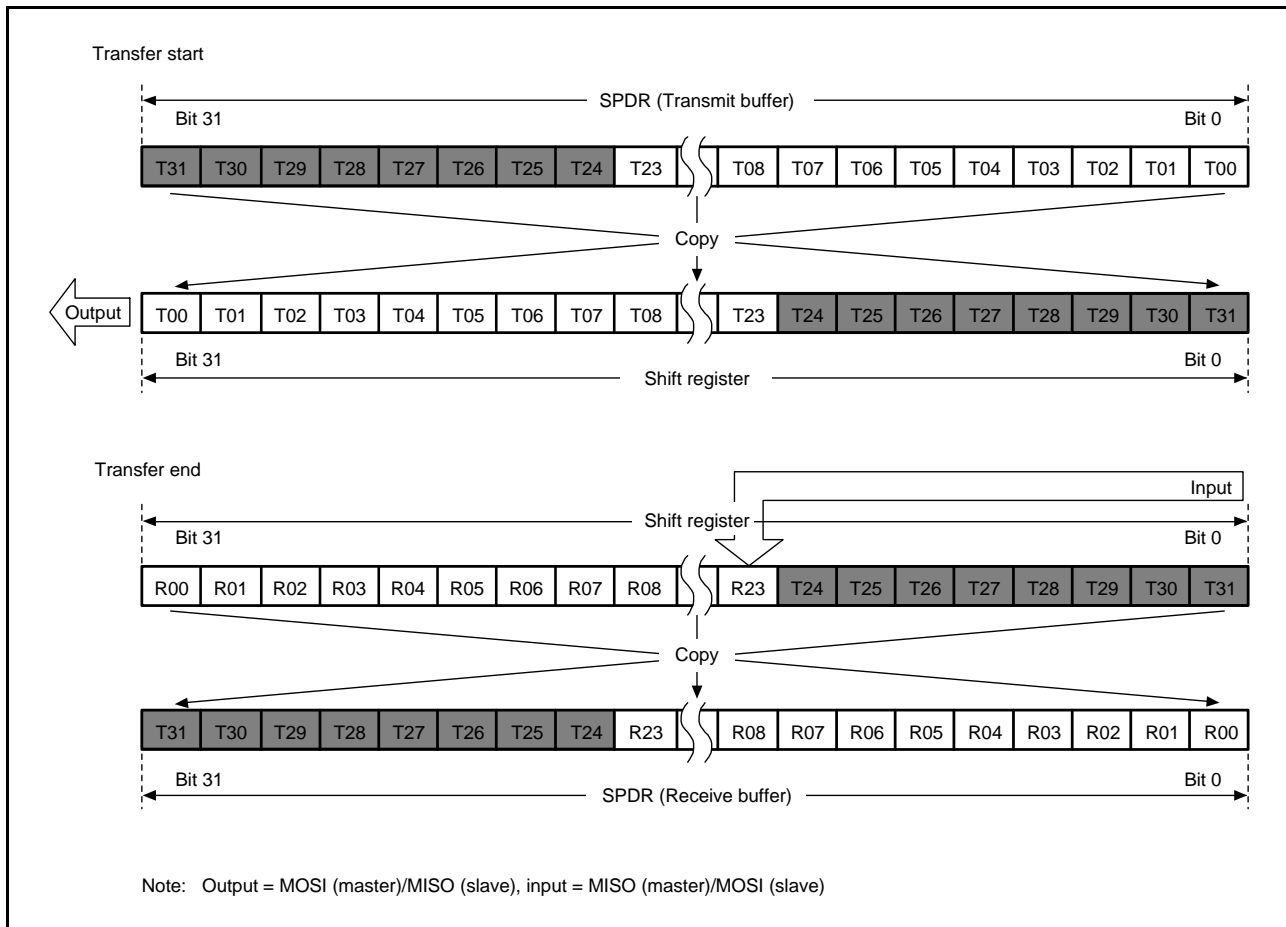 Transfer start
SPDR (Transmit buffer)
Bit 31 Bit 0
T31 T30 T29 T28 T27 T26 T25 T24 T23 T08 T07 T06 T05 T04 T03 T02 T01 T00
Copy
Output T00 T01 T02 T03 T04 T05 T06 T07 T08 T23 T24 T25 T26 T27 T28 T29 T30 T31
Bit 31 Bit 0
Shift register
Transfer end
Input
Shift register
Bit 31 Bit 0
R00 R01 R02 R03 R04 R05 R06 R07 R08 R23 T24 T25 T26 T27 T28 T29 T30 T31
Copy
T31 T30 T29 T28 T27 T26 T25 T24 R23 R08 R07 R06 R05 R04 R03 R02 R01 R00
Bit 31 Bit 0
SPDR (Receive buffer)
Note: Output = MOSI (master)/MISO (slave), input = MISO (master)/MOSI (slave)